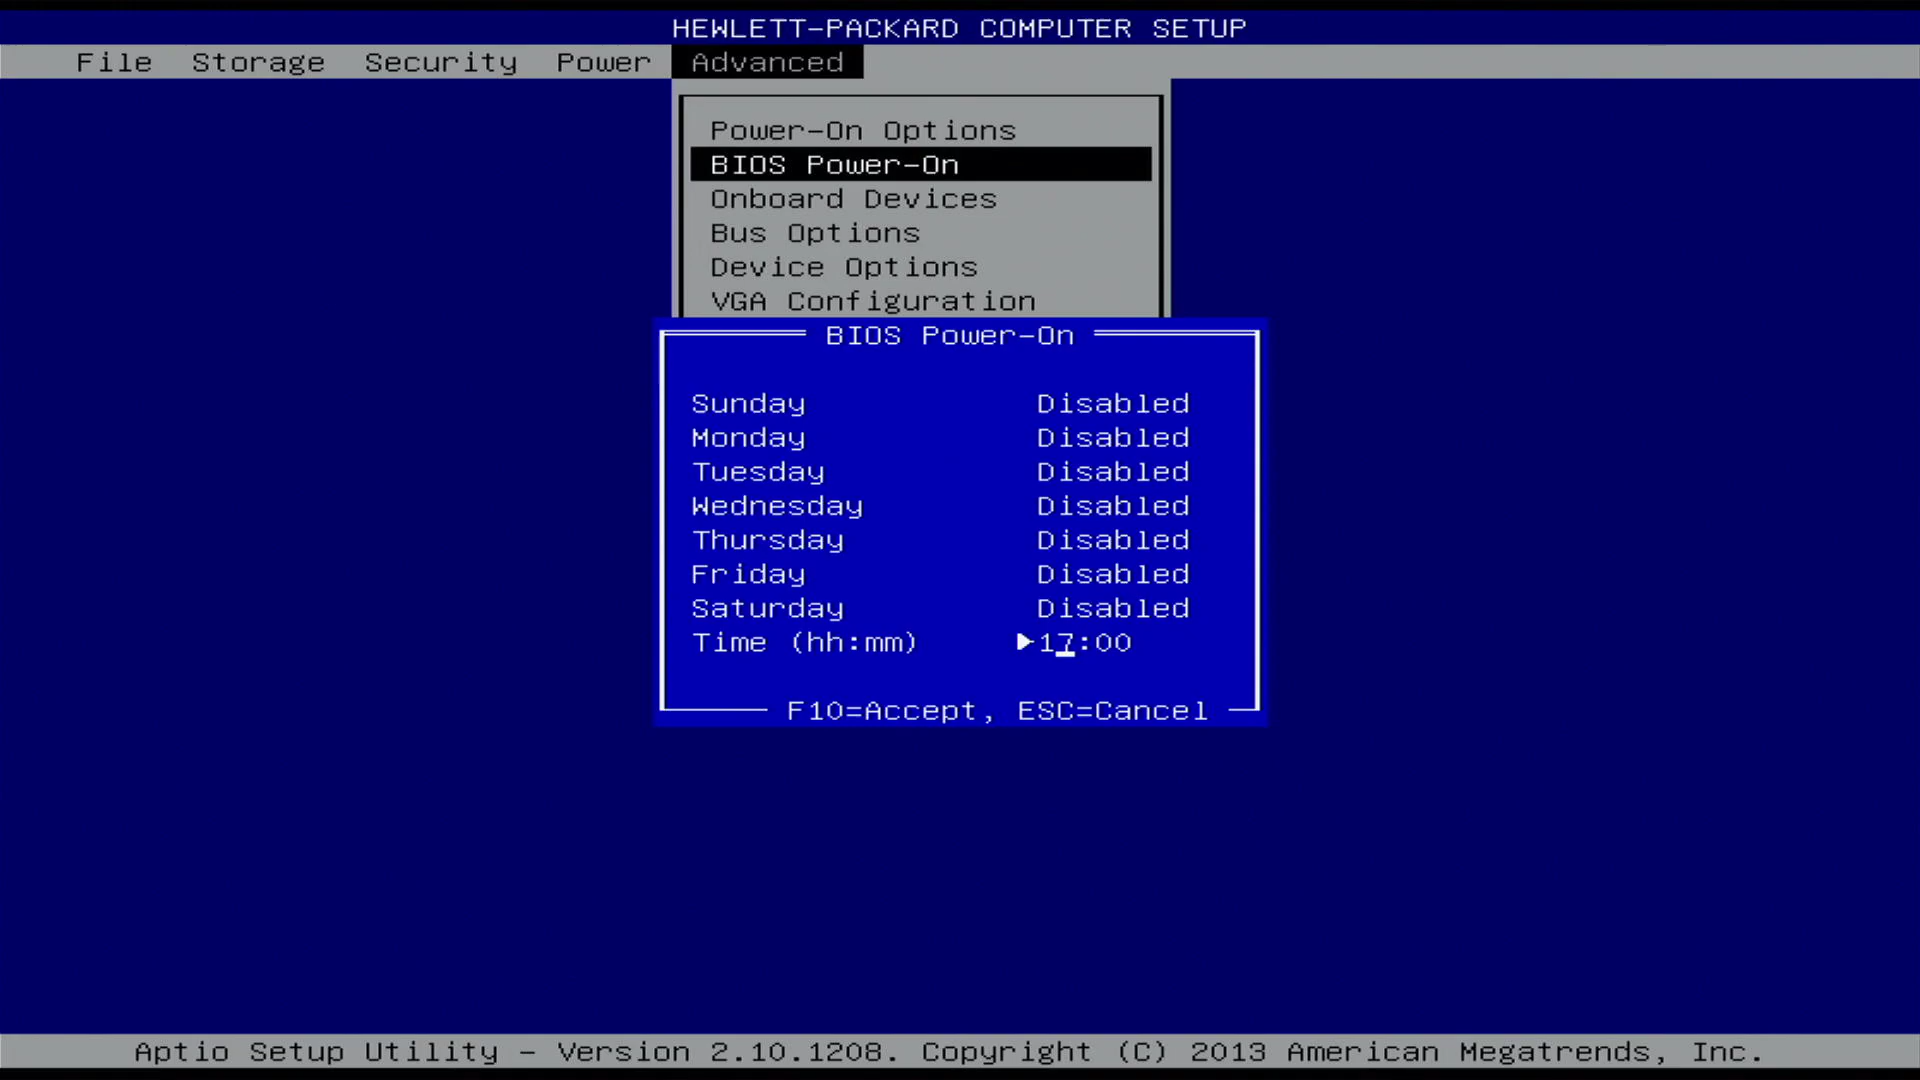 HEWLETT-PACKARD COMPUTER SETUP
File Storage Security Power Advanced
Power-On Options
BIOS Power-On
Onboard Devices
Bus Options
Device Options
VGA Configuration
BIOS Power-On
Sunday Disabled
Monday Disabled
Tuesday Disabled
Wednesday Disabled
Thursday Disabled
Friday Disabled
Saturday Disabled
Time (hh:mm) ►17:00
F10=Accept, ESC=Cancel
Aptio Setup Utility - Version 2.10.1208. Copyright (C) 2013 American Megatrends, Inc.